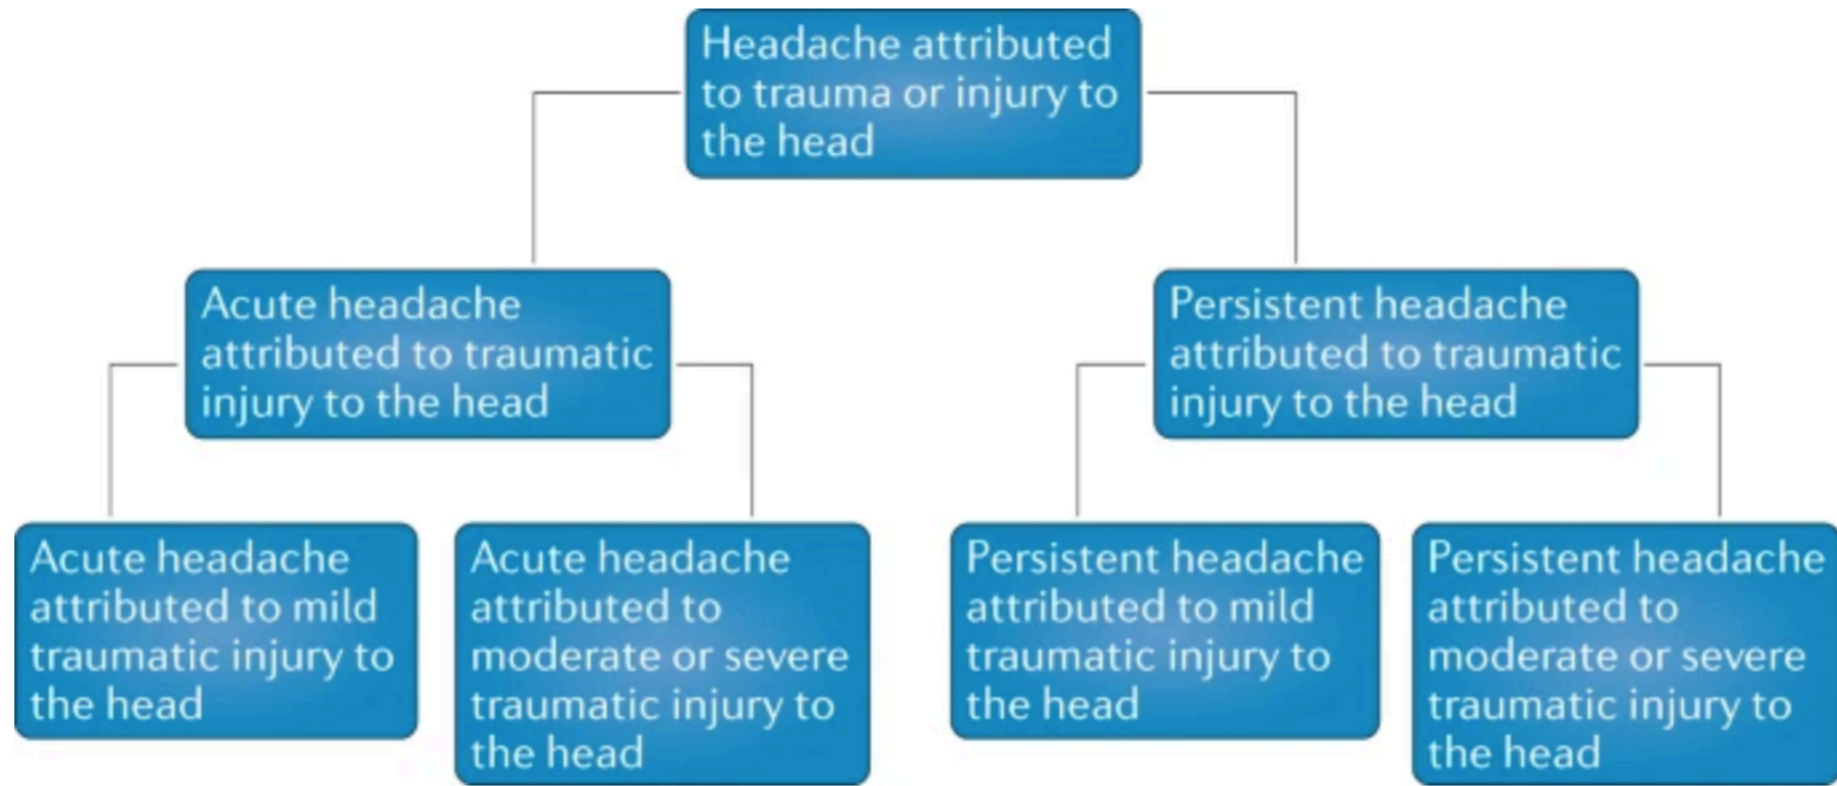 Headache attributed
to trauma or injury to
the head
Acute headache
attributed to traumatic
injury to the head
Persistent headache
attributed to traumatic
injury to the head
Acute headache
attributed to mild
traumatic injury to
the head
Acute headache
attributed to
moderate or severe
traumatic injury to
the head
Persistent headache
attributed to mild
traumatic injury to
the head
Persistent headache
attributed to
moderate or severe
traumatic injury to
the head